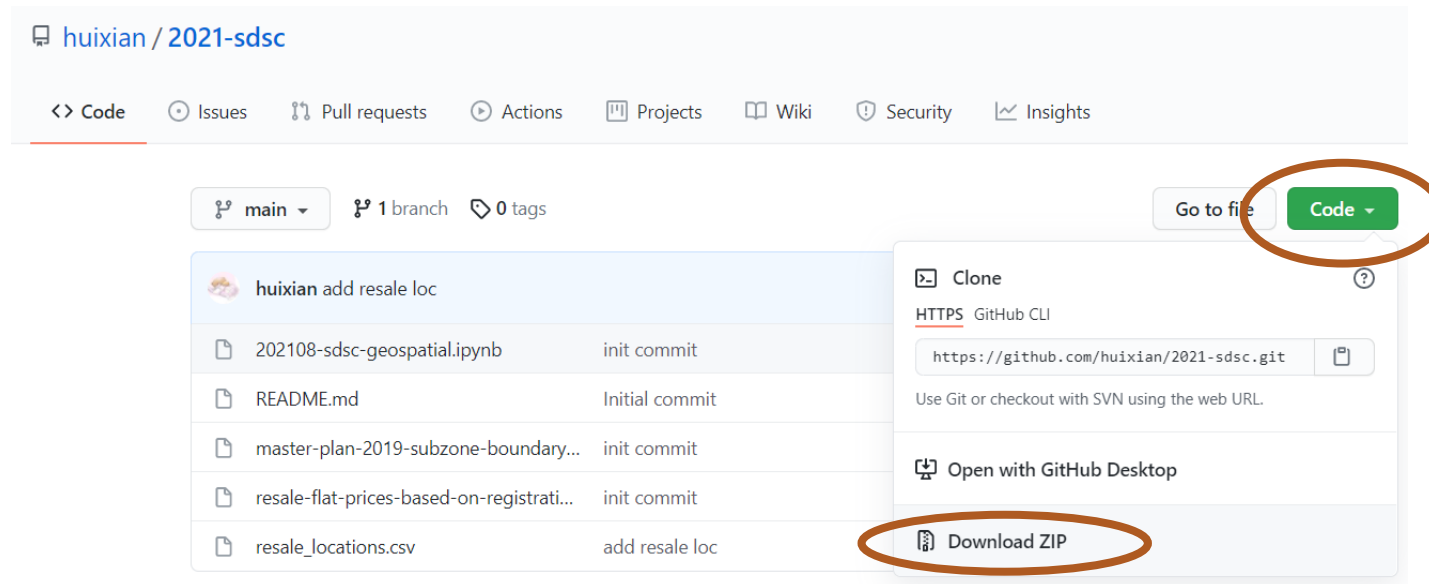 huixian / 2021-sdsc
<> Code Issues Pull requests Actions Projects Wiki Security Insights
main 1 branch 0 tags Go to file Code
huixian add resale loc
202108-sdsc-geospatial.ipynb init commit
README.md Initial commit
master-plan-2019-subzone-boundary... init commit
resale-flat-prices-based-on-registrati... init commit
resale_locations.csv add resale loc
Clone
HTTPS GitHub CLI
https://github.com/huixian/2021-sdsc.git
Use Git or checkout with SVN using the web URL.
Open with GitHub Desktop
Download ZIP